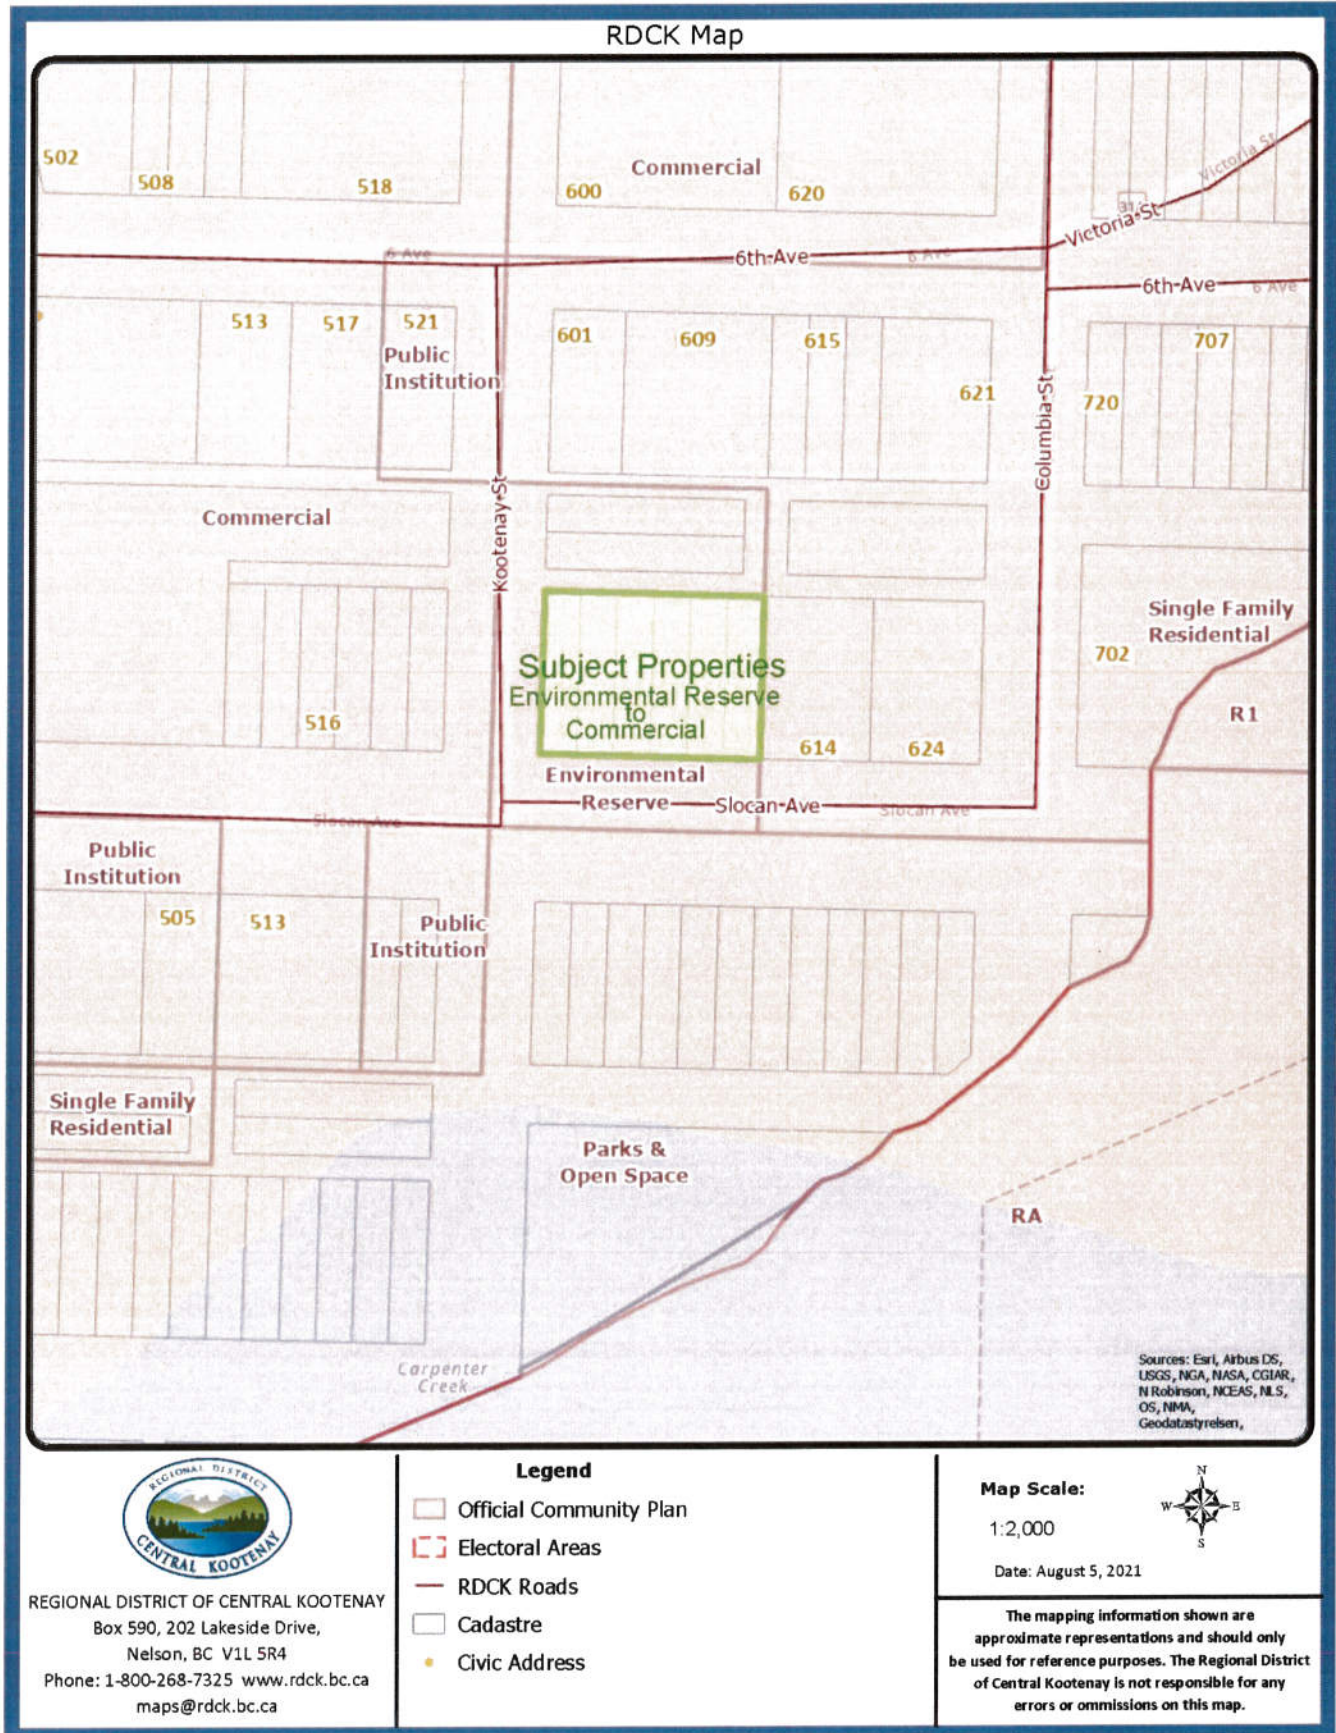 RDCK Map
502
508
518
600
Commercial
620
Victoria St
31
Victoria St
6 Ave
6th Ave
6 Ave
6th Ave
6 Ave
513
517
521
Public
Institution
601
609
615
621
Columbia St
720
707
Commercial
Kootenay St
516
Subject Properties
Environmental Reserve
to
Commercial
614
624
702
Single Family
Residential
R1
Environmental
Reserve
Slocan Ave
Slocan Ave
Slocan Ave
Public
Institution
505
513
Public
Institution
Single Family
Residential
Parks &
Open Space
RA
Carpenter
Creek
Sources: Esri, Airbus DS,
USGS, NGA, NASA, CGIAR,
N Robinson, NCEAS, NLS,
OS, NMA,
Geodatastyrelsen,
REGIONAL DISTRICT
CENTRAL KOOTENAY
REGIONAL DISTRICT OF CENTRAL KOOTENAY
Box 590, 202 Lakeside Drive,
Nelson, BC V1L 5R4
Phone: 1-800-268-7325 www.rdck.bc.ca
maps@rdck.bc.ca
Legend
Official Community Plan
Electoral Areas
RDCK Roads
Cadastre
Civic Address
Map Scale:
1:2,000
N
W
E
S
Date: August 5, 2021
The mapping information shown are
approximate representations and should only
be used for reference purposes. The Regional District
of Central Kootenay is not responsible for any
errors or ommissions on this map.